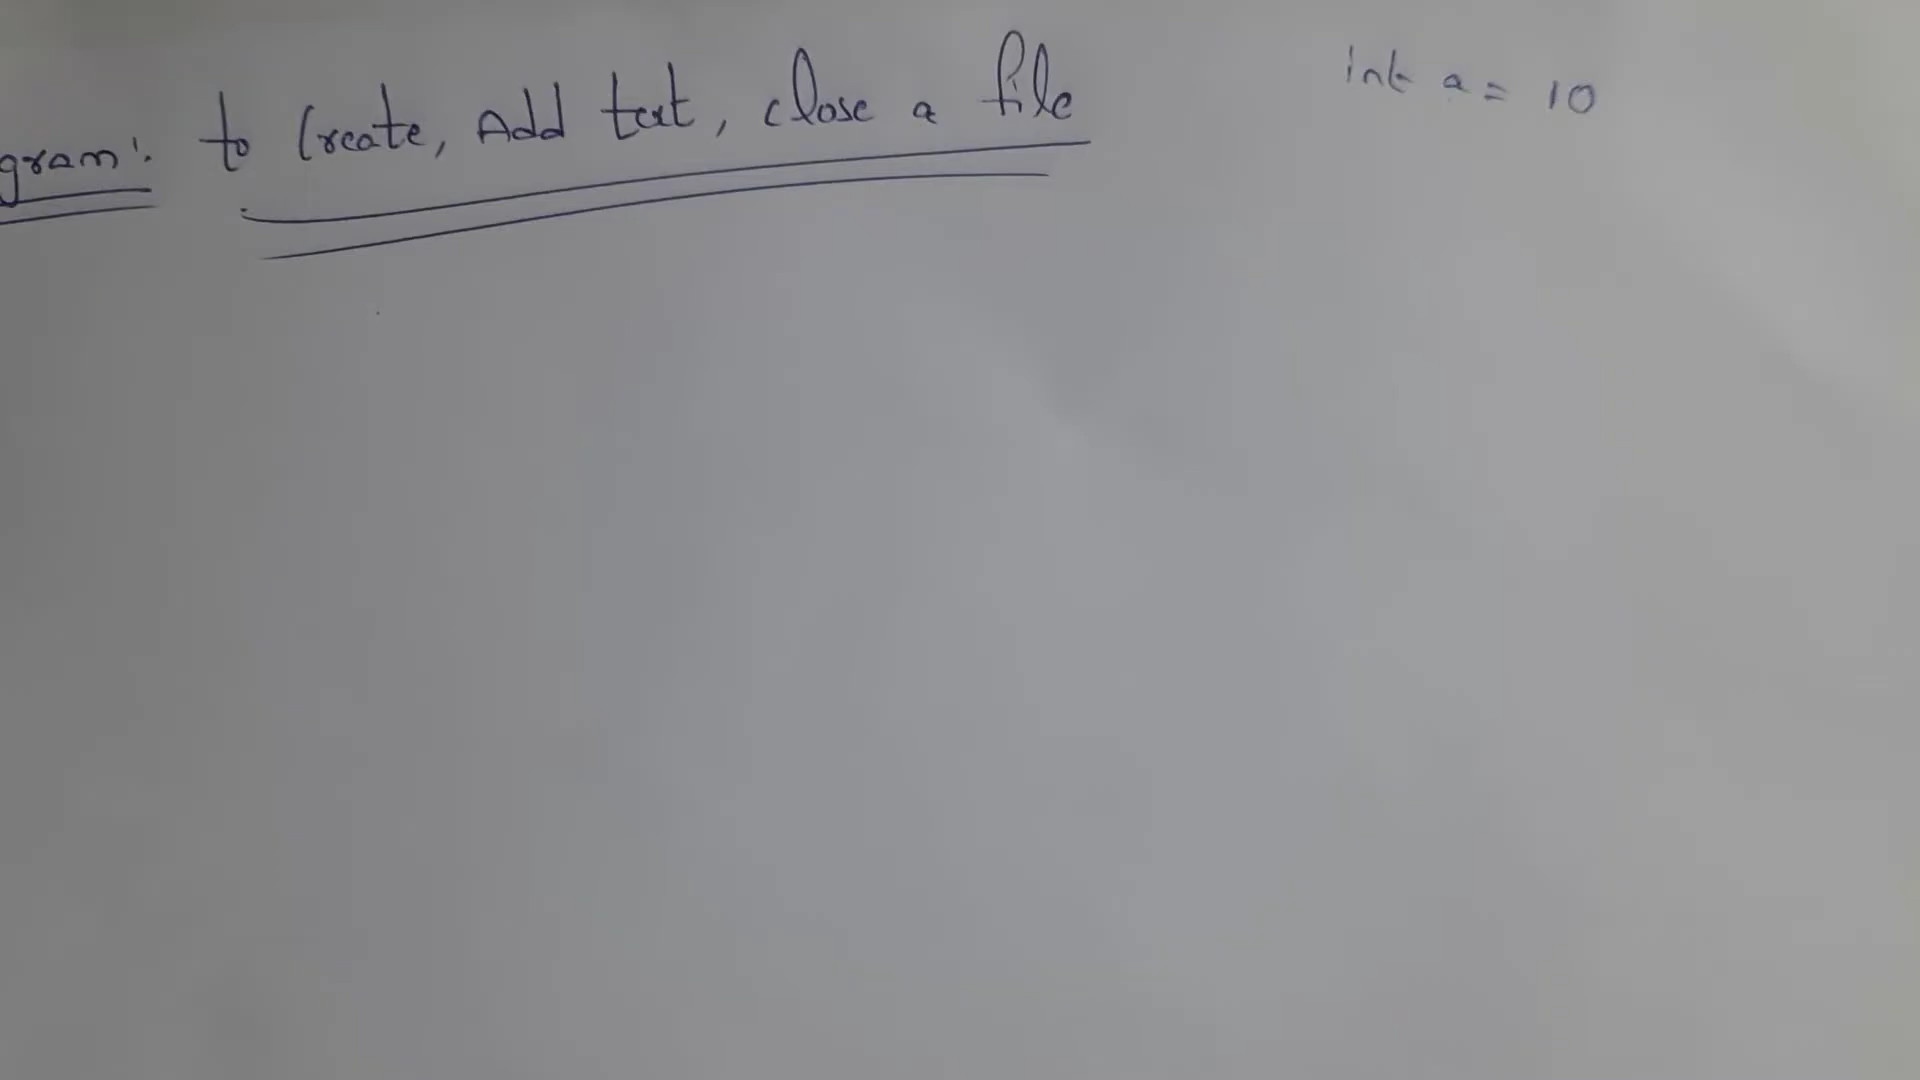 gram: to Create, Add text, close a file
int a = 10